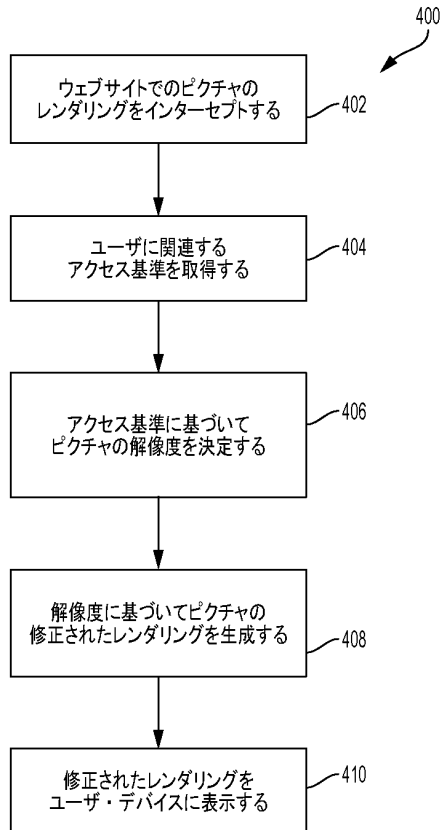 400
ウェブサイトでのピクチャの
レンダリングをインターセプトする
402
ユーザに関連する
アクセス基準を取得する
404
アクセス基準に基づいて
ピクチャの解像度を決定する
406
解像度に基づいてピクチャの
修正されたレンダリングを生成する
408
修正されたレンダリングを
ユーザ・デバイスに表示する
410